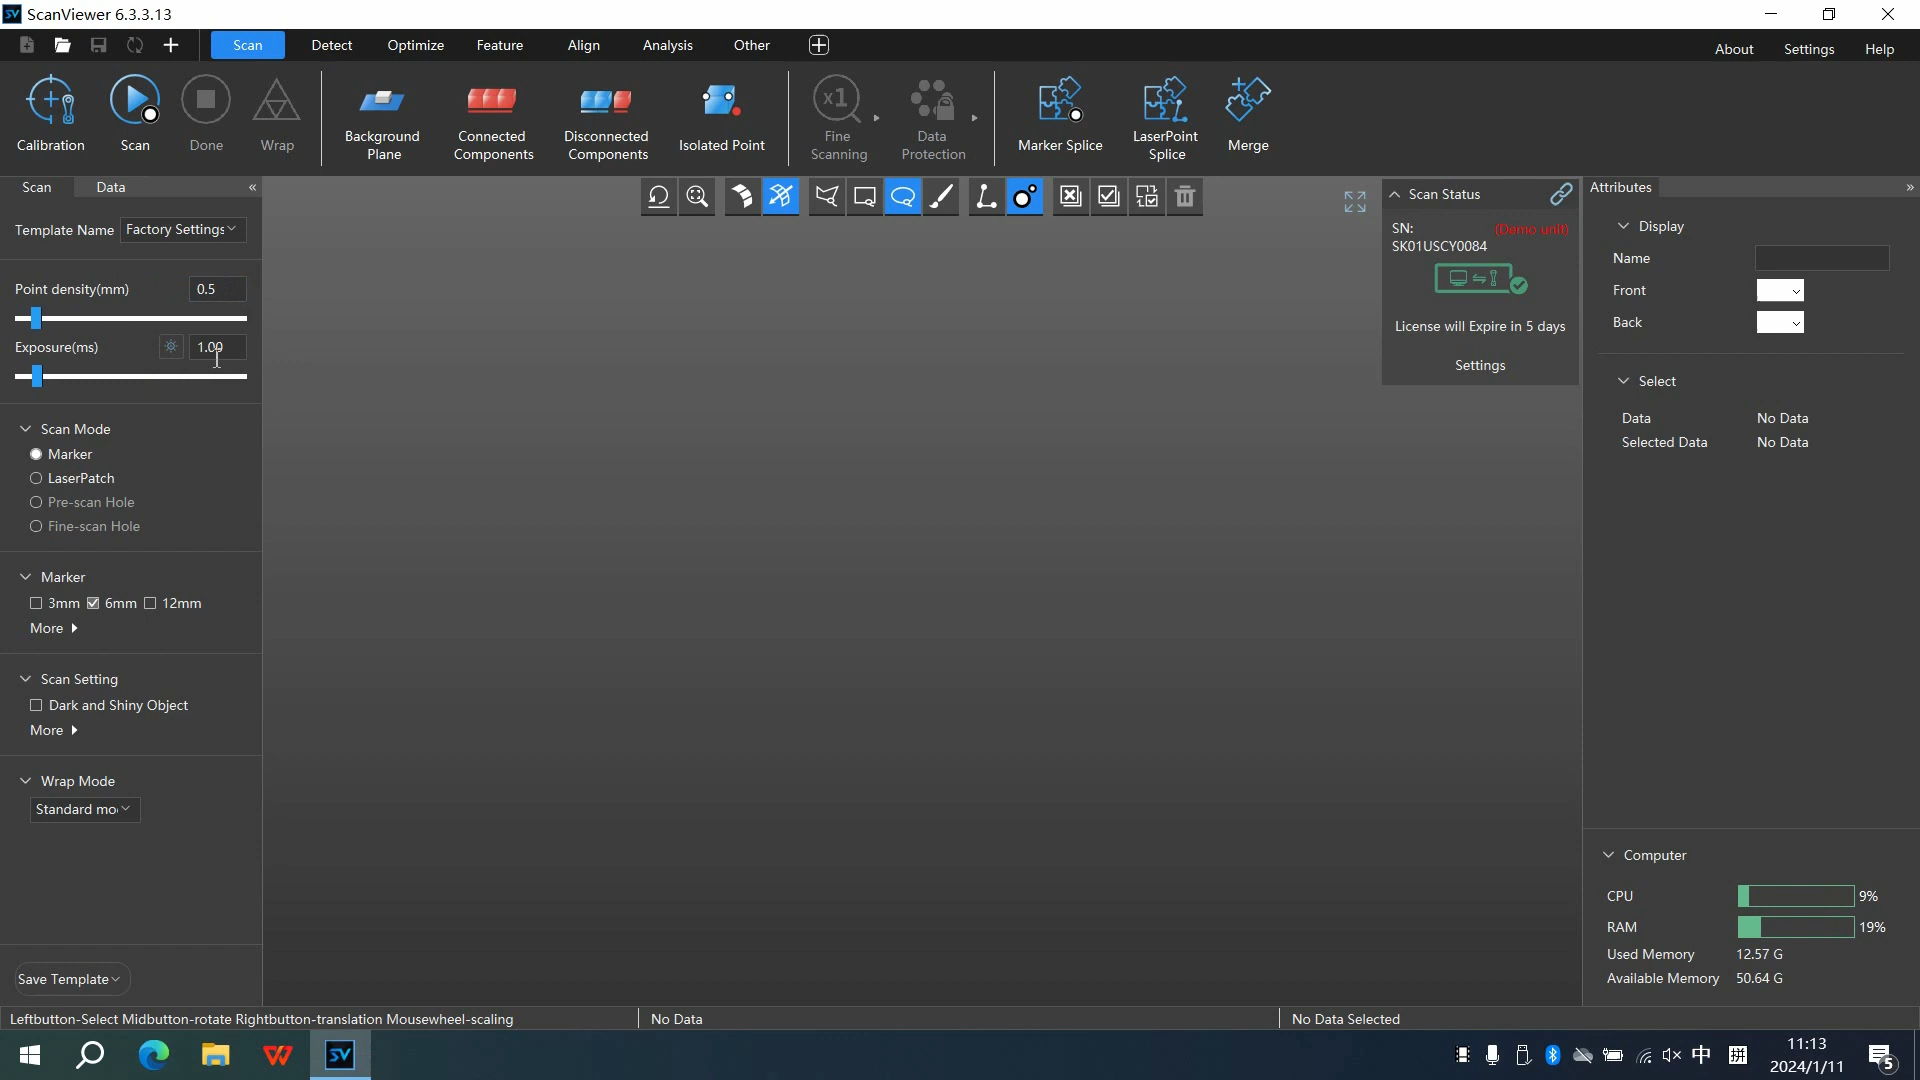 ScanViewer 6.3.3.13
Scan Detect Optimize Feature Align Analysis Other
About Settings Help
Calibration
Scan
Done
Wrap
Background
Plane
Connected
Components
Disconnected
Components
Isolated Point
x1
Fine
Scanning
Data
Protection
Marker Splice
LaserPoint
Splice
Merge
Scan Data «
Template Name Factory Settings
Point density(mm) 0.5
Exposure(ms) 1.00
Scan Mode
Marker
LaserPatch
Pre-scan Hole
Fine-scan Hole
Marker
3mm 6mm 12mm
More
Scan Setting
Dark and Shiny Object
More
Wrap Mode
Standard mo
Save Template
Scan Status
SN: (Demo unit)
SK01USCY0084
License will Expire in 5 days
Settings
Attributes »
Display
Name
Front
Back
Select
Data No Data
Selected Data No Data
Computer
CPU 9%
RAM 19%
Used Memory 12.57 G
Available Memory 50.64 G
Leftbutton-Select Midbutton-rotate Rightbutton-translation Mousewheel-scaling
No Data
No Data Selected
SV
中
拼
11:13
2024/1/11
5